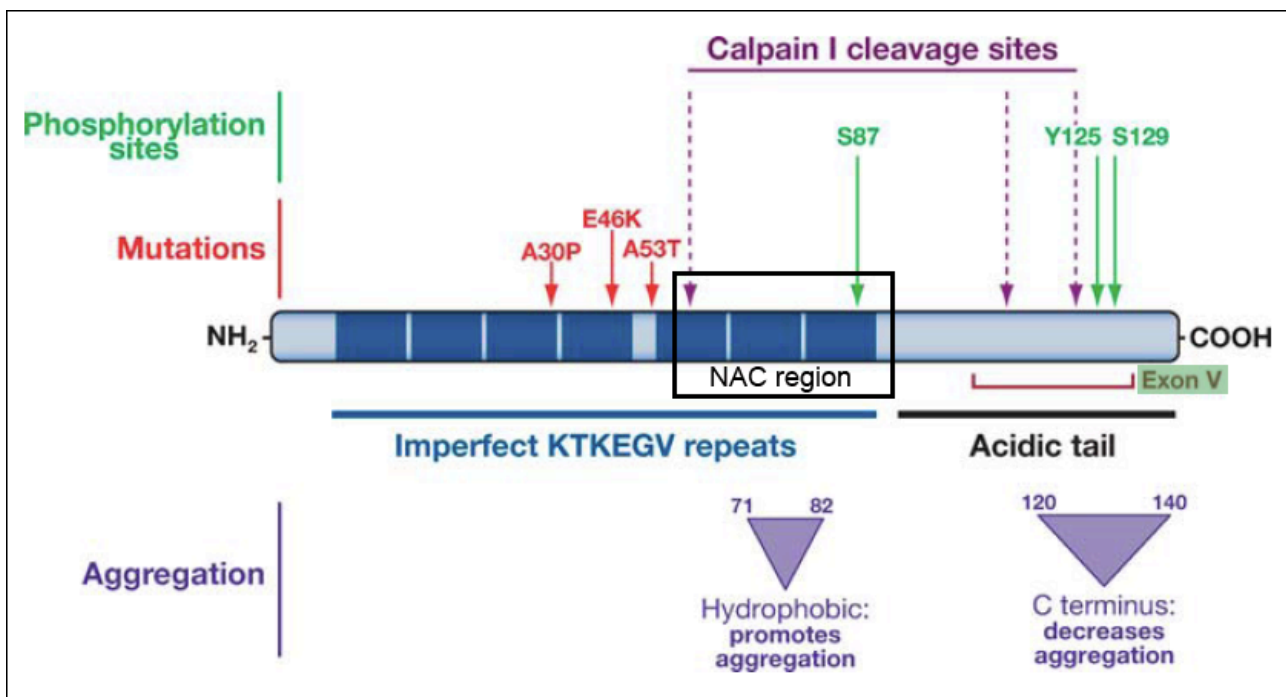 Calpain I cleavage sites
Phosphorylation
sites
S87
Y125 S129
Mutations
E46K
A30P
A53T
NH2
COOH
NAC region
Exon V
Imperfect KTKEGV repeats
Acidic tail
71 82
120 140
Aggregation
Hydrophobic:
promotes
aggregation
C terminus:
decreases
aggregation